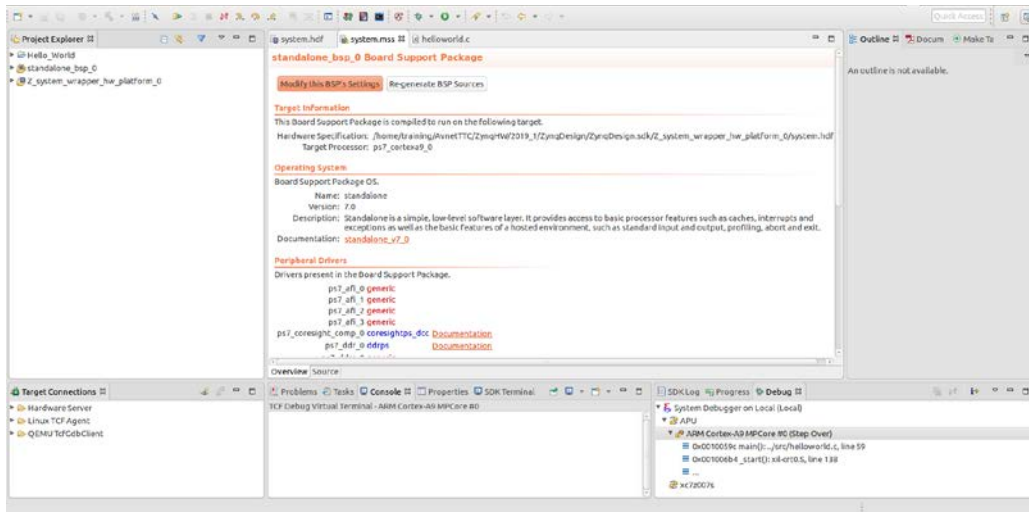 Quick Access
Project Explorer
Hello_World
standalone_bsp_0
Z_system_wrapper_hw_platform_0
system.hdf
system.mss
helloworld.c
standalone_bsp_0 Board Support Package
Modify this BSP's Settings
Re-generate BSP Sources
Target Information
This Board Support Package is compiled to run on the following target.
Hardware Specification: /home/training/AvnetTTC/ZynqHW/2019_1/ZynqDesign/ZynqDesign.sdk/Z_system_wrapper_hw_platform_0/system.hdf
Target Processor: ps7_cortexa9_0
Operating System
Board Support Package OS.
Name: standalone
Version: 7.0
Description: Standalone is a simple, low-level software layer. It provides access to basic processor features such as caches, interrupts and
exceptions as well as the basic features of a hosted environment, such as standard input and output, profiling, abort and exit.
Documentation: standalone_v7_0
Peripheral Drivers
Drivers present in the Board Support Package.
ps7_afi_0 generic
ps7_afi_1 generic
ps7_afi_2 generic
ps7_afi_3 generic
ps7_coresight_comp_0 coresightps_dcc Documentation
ps7_ddr_0 ddrps Documentation
Overview Source
Outline
Docum
Make Ta
An outline is not available.
Target Connections
Hardware Server
Linux TCF Agent
QEMU TcfGdbClient
Problems
Tasks
Console
Properties
SDK Terminal
TCF Debug Virtual Terminal - ARM Cortex-A9 MPCore #0
SDK Log
Progress
Debug
System Debugger on Local (Local)
APU
ARM Cortex-A9 MPCore #0 (Step Over)
0x0010059c main(): ../src/helloworld.c, line 59
0x001006b4 _start(): xil-crt0.S, line 138
...
xc7z007s